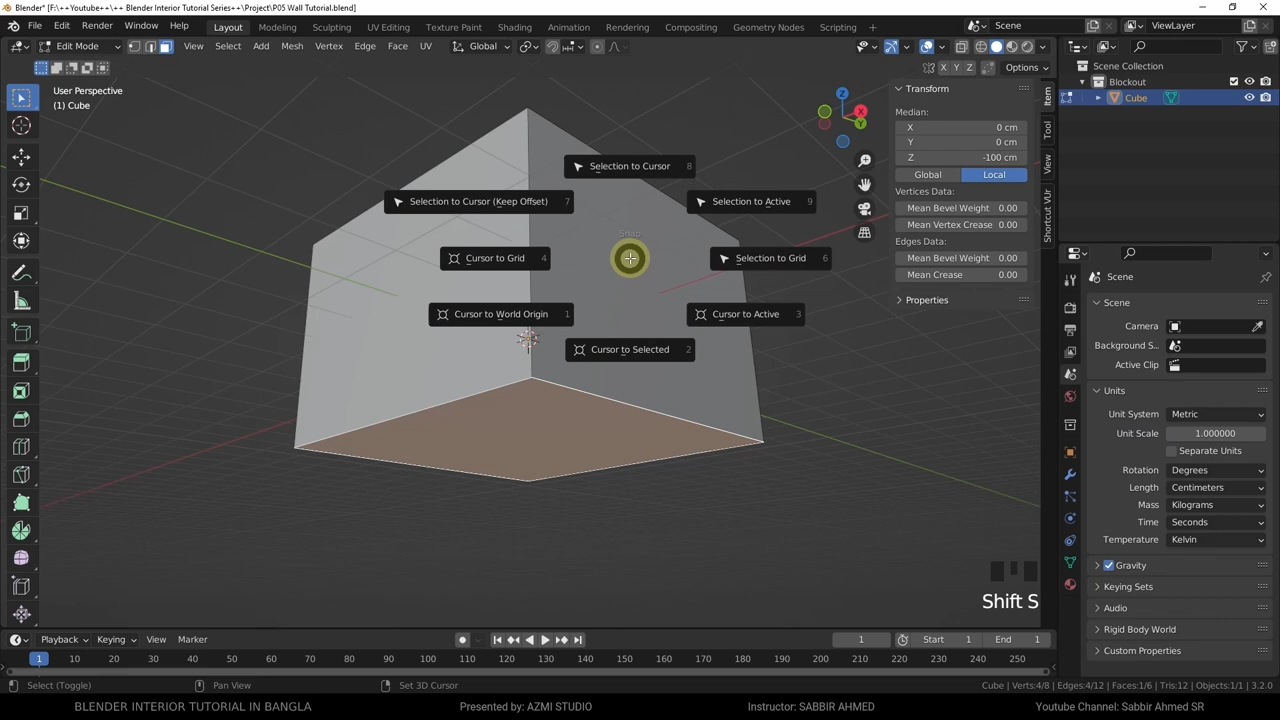 Blender* [F:\++Youtube++\++ Blender Interior Tutorial Series++\Project\P05 Wall Tutorial.blend]
File Edit Render Window Help Layout Modeling Sculpting UV Editing Texture Paint Shading Animation Rendering Compositing Geometry Nodes Scripting Scene ViewLayer
Edit Mode View Select Add Mesh Vertex Edge Face UV Global
X Y Z Options
User Perspective
(1) Cube
Z
X
Y
Selection to Cursor 8
Selection to Cursor (Keep Offset) 7
Selection to Active 9
Snap
Cursor to Grid 4
Selection to Grid 6
Cursor to World Origin 1
Cursor to Active 3
Cursor to Selected 2
Transform
Median:
X 0 cm
Y 0 cm
Z -100 cm
Global Local
Vertices Data:
Mean Bevel Weight 0.00
Mean Vertex Crease 0.00
Edges Data:
Mean Bevel Weight 0.00
Mean Crease 0.00
Properties
Item
Tool
View
Shortcut VUr
Scene Collection
Blockout
Cube
Scene
Scene
Camera
Background S...
Active Clip
Units
Unit System Metric
Unit Scale 1.000000
Separate Units
Rotation Degrees
Length Centimeters
Mass Kilograms
Time Seconds
Temperature Kelvin
Gravity
Keying Sets
Audio
Rigid Body World
Custom Properties
Shift S
Playback Keying View Marker 1 Start 1 End 1
1 10 20 30 40 50 60 70 80 90 100 110 120 130 140 150 160 170 180 190 200 210 220 230 240 250
Select (Toggle) Pan View Set 3D Cursor Cube | Verts:4/8 | Edges:4/12 | Faces:1/6 | Tris:12 | Objects:1/1 | 3.2.0
BLENDER INTERIOR TUTORIAL IN BANGLA Presented by: AZMI STUDIO Instructor: SABBIR AHMED Youtube Channel: Sabbir Ahmed SR